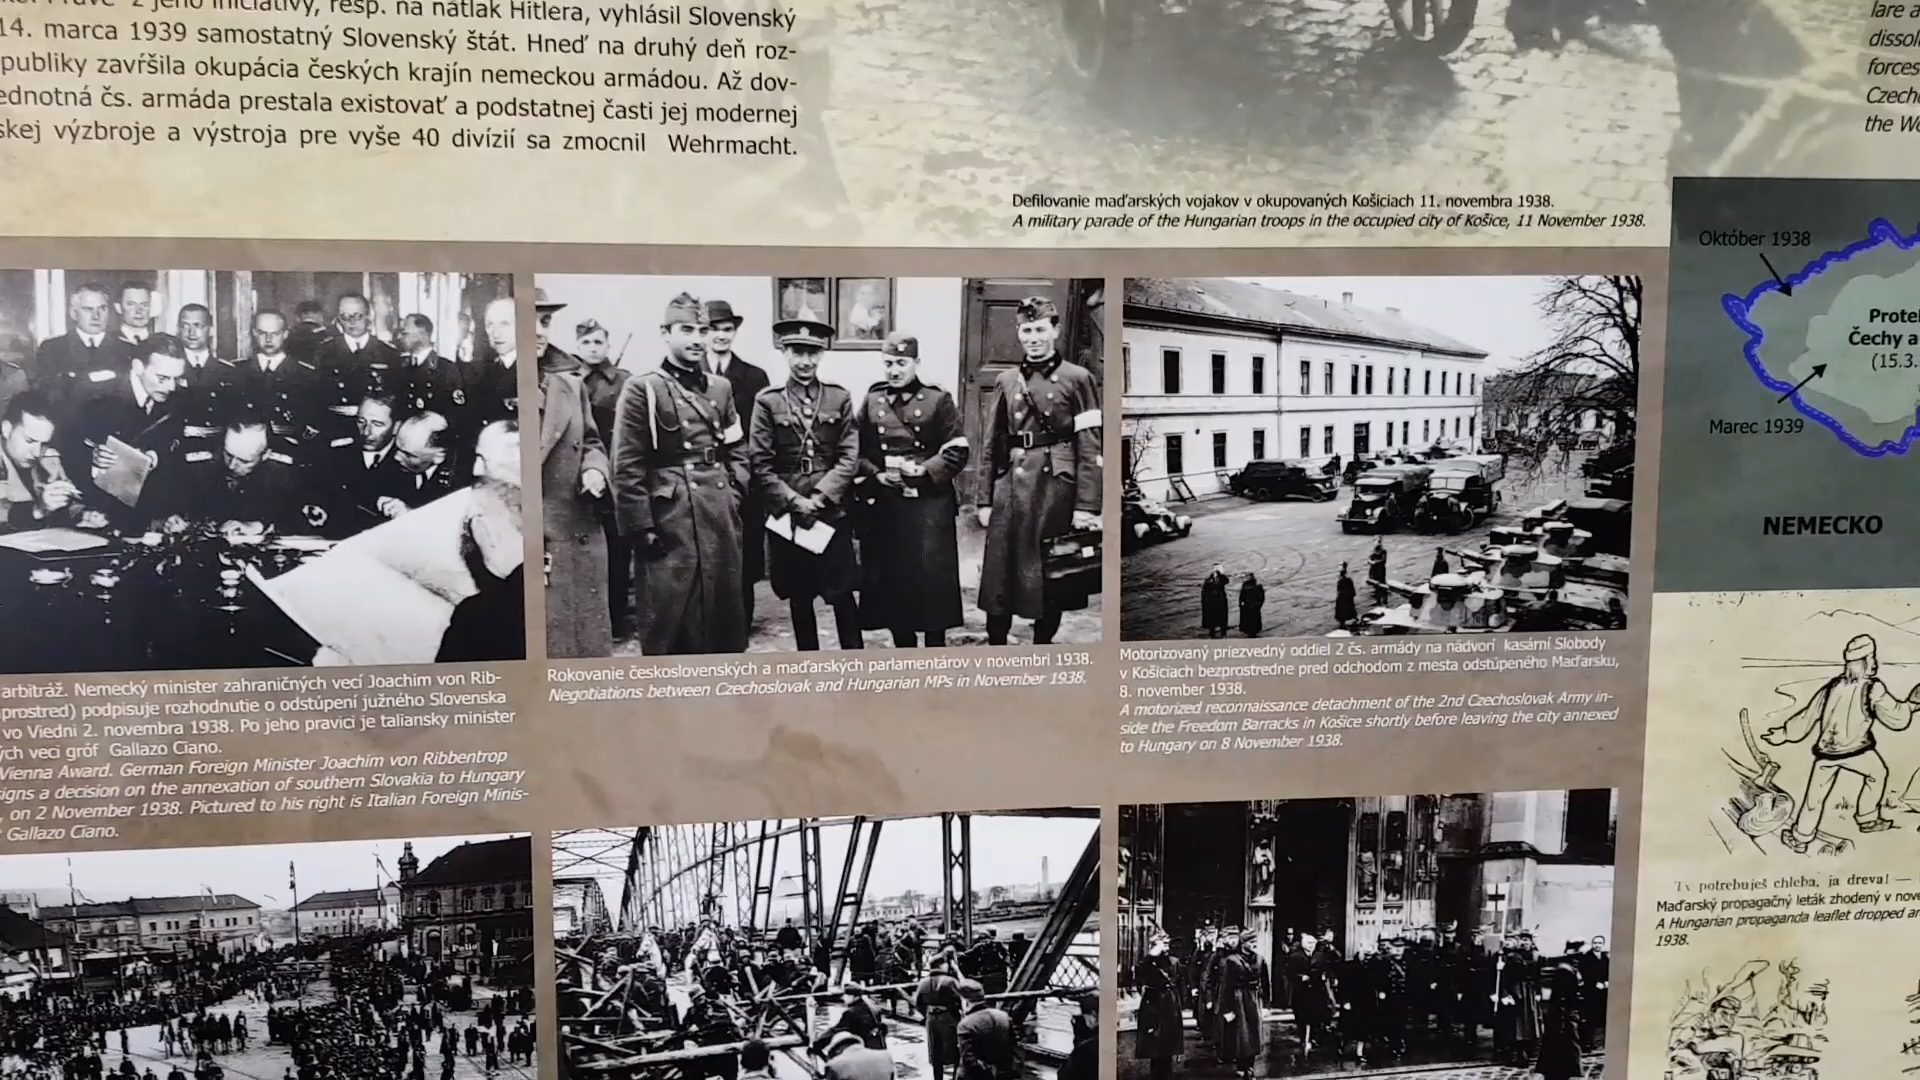 iniciatívy, resp. na nátlak Hitlera, vyhlásil Slovenský
14. marca 1939 samostatný Slovenský štát. Hneď na druhý deň roz-
publiky zavŕšila okupácia českých krajín nemeckou armádou. Až dov-
ednotná čs. armáda prestala existovať a podstatnej časti jej modernej
skej výzbroje a výstroja pre vyše 40 divízií sa zmocnil Wehrmacht.
lare a
dissol
forces
Czech
the We
Defilovanie maďarských vojakov v okupovaných Košiciach 11. novembra 1938.
A military parade of the Hungarian troops in the occupied city of Košice, 11 November 1938.
Október 1938
Protek
Čechy a
(15.3.
Marec 1939
NEMECKO
arbitráž. Nemecký minister zahraničných vecí Joachim von Rib-
prostred) podpisuje rozhodnutie o odstúpení južného Slovenska
vo Viedni 2. novembra 1938. Po jeho pravici je taliansky minister
ých vecí gróf Gallazo Ciano.
Vienna Award. German Foreign Minister Joachim von Ribbentrop
igns a decision on the annexation of southern Slovakia to Hungary
, on 2 November 1938. Pictured to his right is Italian Foreign Minis-
Gallazo Ciano.
Rokovanie československých a maďarských parlamentárov v novembri 1938.
Negotiations between Czechoslovak and Hungarian MPs in November 1938.
Motorizovaný priezvedný oddiel 2 čs. armády na nádvorí kasární Slobody
v Košiciach bezprostredne pred odchodom z mesta odstúpeného Maďarsku,
8. november 1938.
A motorized reconnaissance detachment of the 2nd Czechoslovak Army in-
side the Freedom Barracks in Košice shortly before leaving the city annexed
to Hungary on 8 November 1938.
Ty potrebuješ chleba, ja dreva! —
Maďarský propagačný leták zhodený v nove
A Hungarian propaganda leaflet dropped ar
1938.